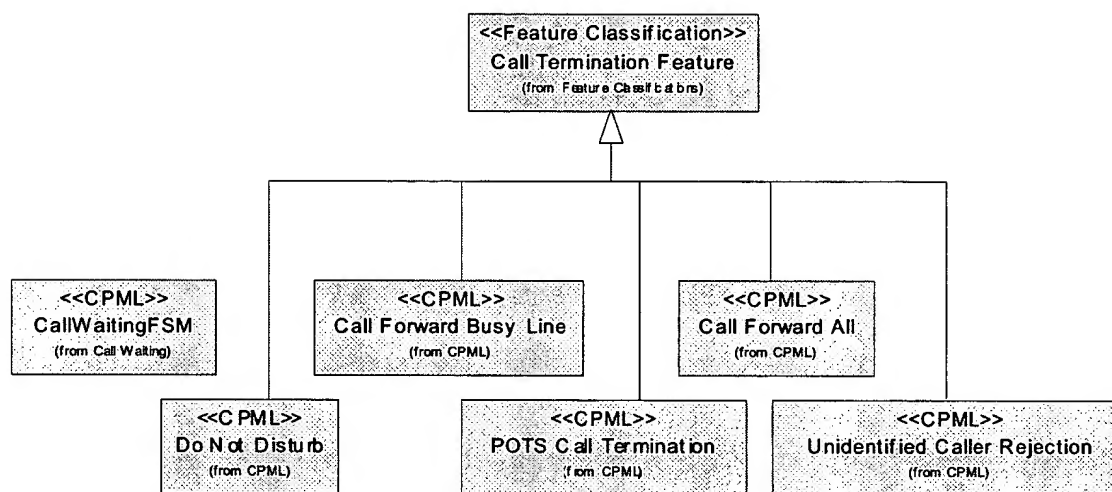 <<Feature Classification>>
Call Termination Feature
(from Feature Classifications)
<<CPML>>
CallWaitingFSM
(from Call Waiting)
<<CPML>>
Call Forward Busy Line
(from CPML)
<<CPML>>
Call Forward All
(from CPML)
<<CPML>>
Do Not Disturb
(from CPML)
<<CPML>>
POTS Call Termination
(from CPML)
<<CPML>>
Unidentified Caller Rejection
(from CPML)